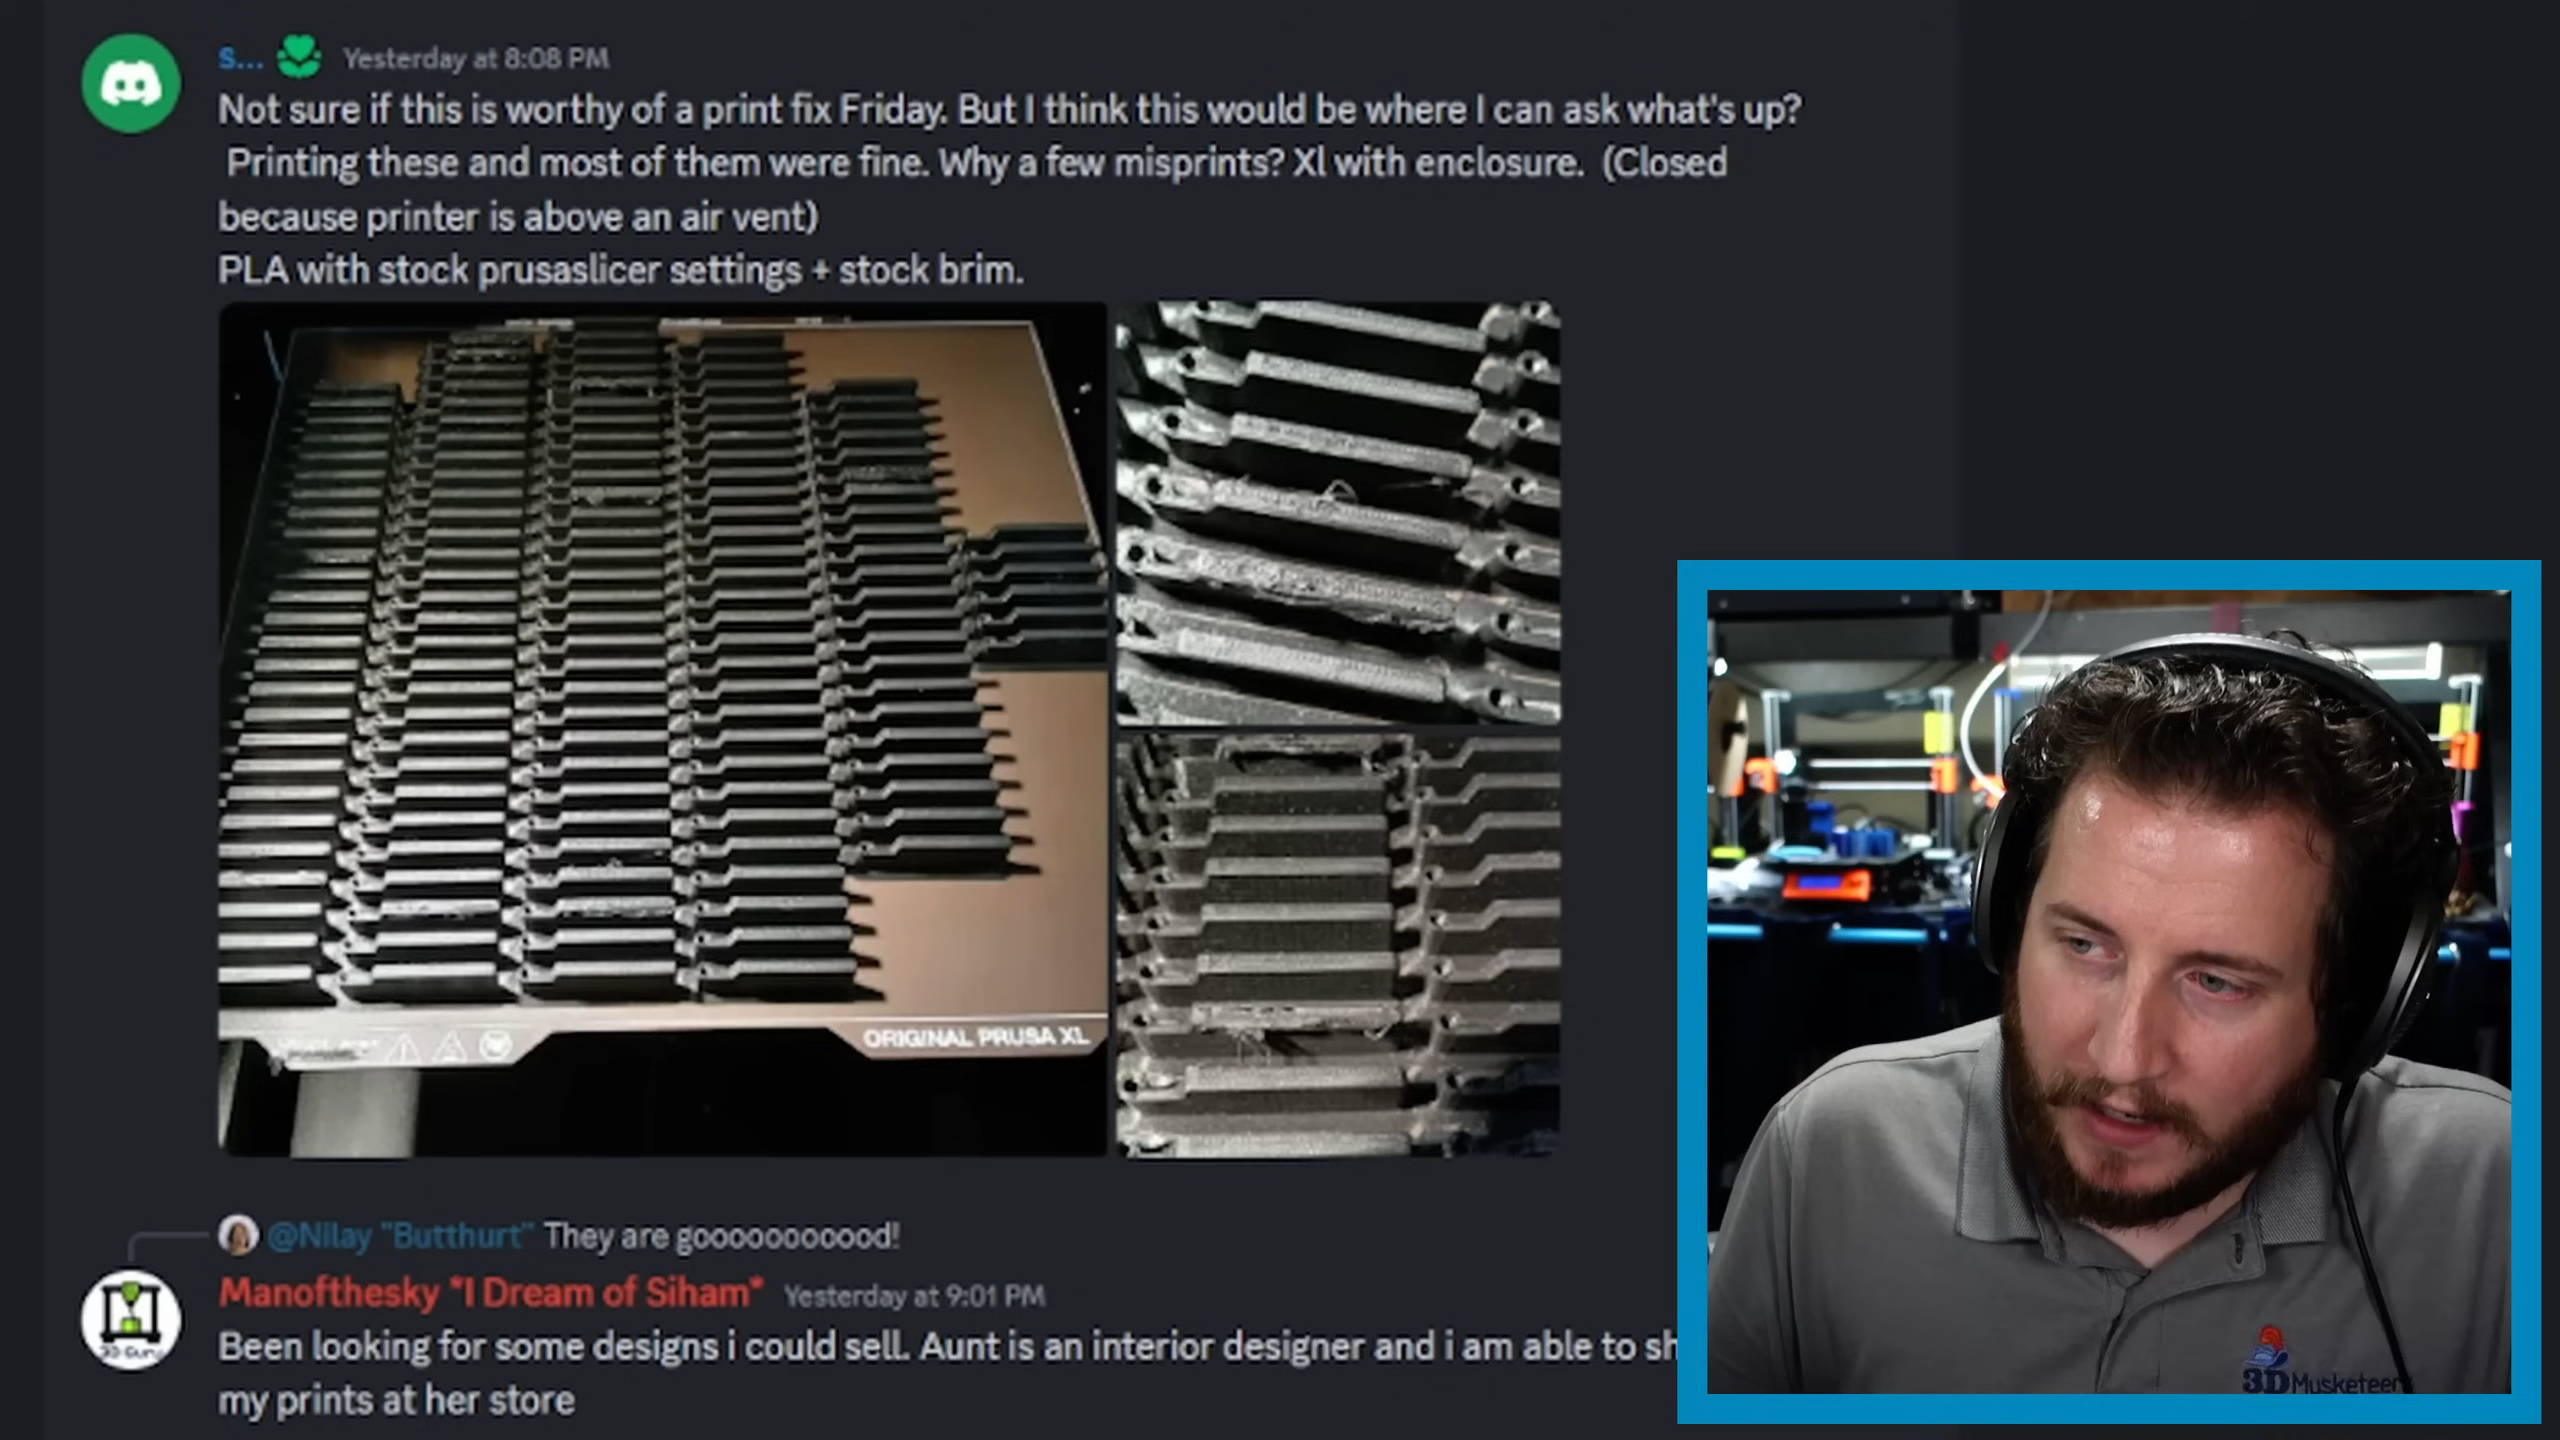 S... Yesterday at 8:08 PM
Not sure if this is worthy of a print fix Friday. But I think this would be where I can ask what's up?
Printing these and most of them were fine. Why a few misprints? Xl with enclosure. (Closed
because printer is above an air vent)
PLA with stock prusaslicer settings + stock brim.
ORIGINAL PRUSA XL
@Nilay "Butthurt" They are gooooooooood!
Manofthesky *I Dream of Siham* Yesterday at 9:01 PM
Been looking for some designs i could sell. Aunt is an interior designer and i am able to sh
my prints at her store
3DMusketeer